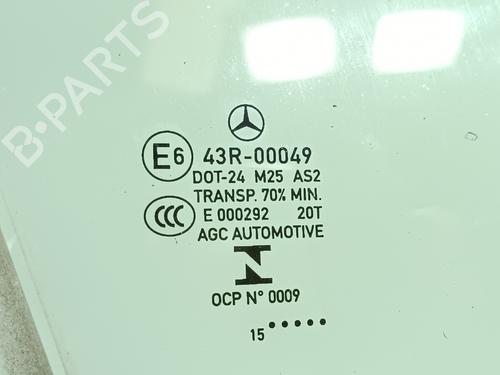 B-PARTS
E6 43R-00049
DOT-24 M25 AS2
TRANSP. 70% MIN.
CCC E 000292 20T
AGC AUTOMOTIVE
N
OCP N° 0009
15 •••••